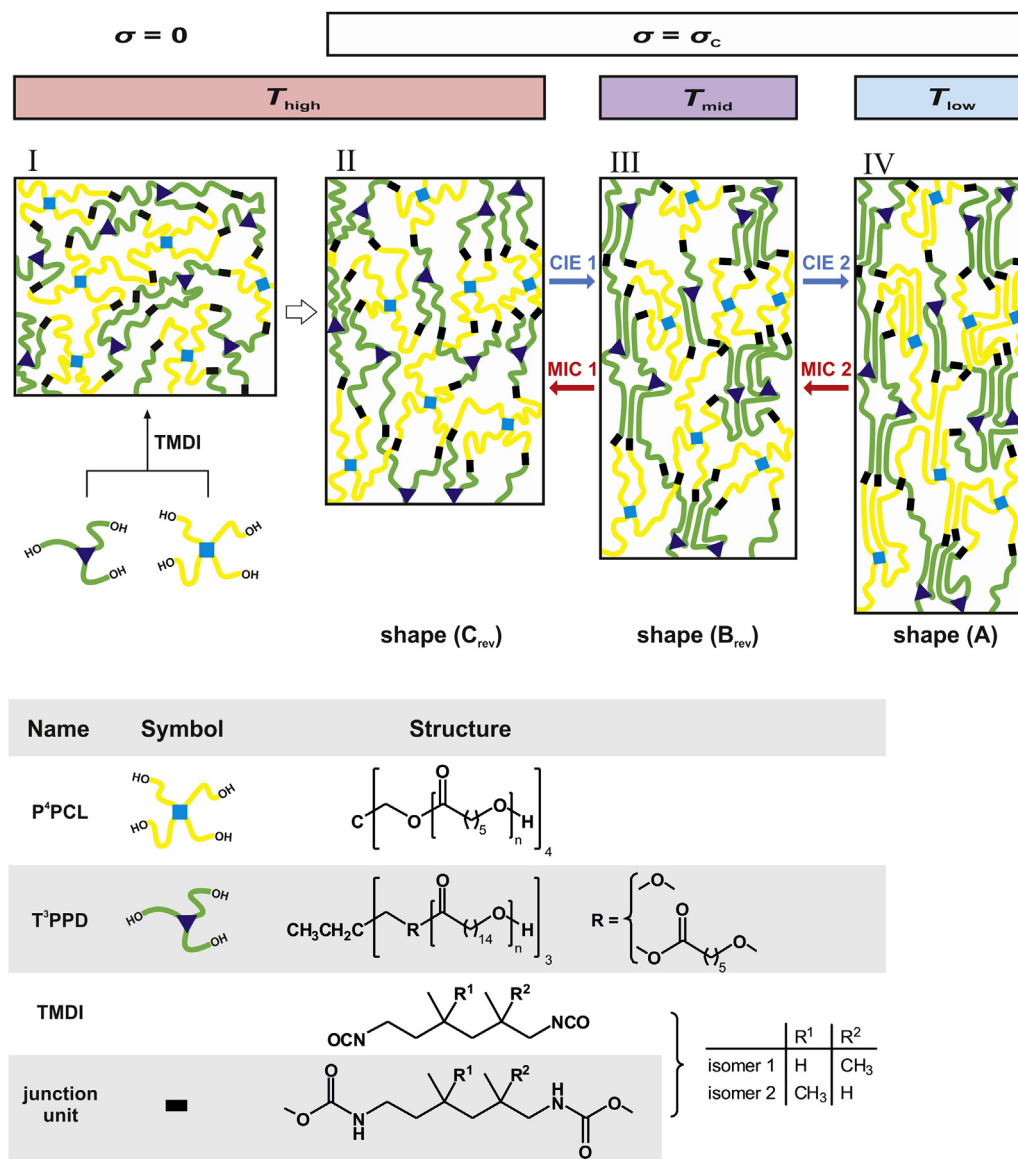 σ = 0
σ = σc
Thigh
Tmid
Tlow
I
II
III
IV
CIE 1
CIE 2
MIC 1
MIC 2
TMDI
HO
OH
OH
HO
OH
HO
OH
shape (Crev)
shape (Brev)
shape (A)
Name Symbol Structure
P⁴PCL
HO
OH
HO
OH
C
O
O
5
O
H
n
4
T³PPD
HO
OH
OH
CH₃CH₂C
R
O
14
O
H
n
3
R =
O
O
O
5
O
TMDI
OCN
R¹
R²
NCO
junction
unit
O
O
N
H
R¹
R²
H
N
O
O
R¹ R²
isomer 1 H CH₃
isomer 2 CH₃ H